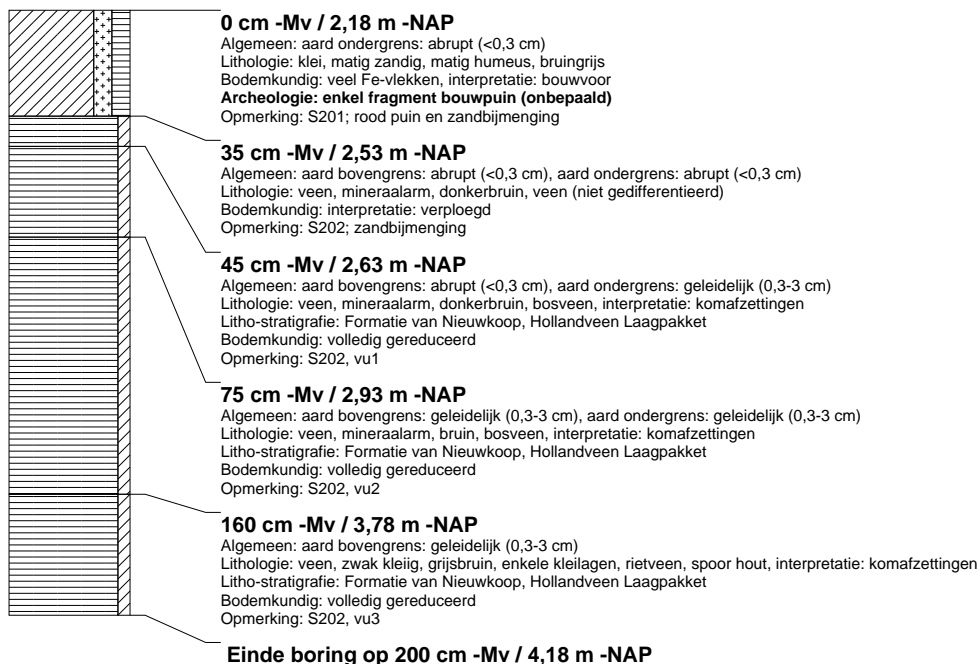 0 cm -Mv / 2,18 m -NAP
Algemeen: aard ondergrens: abrupt (<0,3 cm)
Lithologie: klei, matig zandig, matig humeus, bruingrijs
Bodemkundig: veel Fe-vlekken, interpretatie: bouwvoor
Archeologie: enkel fragment bouwpuin (onbepaald)
Opmerking: S201; rood puin en zandbijmenging
35 cm -Mv / 2,53 m -NAP
Algemeen: aard bovengrens: abrupt (<0,3 cm), aard ondergrens: abrupt (<0,3 cm)
Lithologie: veen, mineraalarm, donkerbruin, veen (niet gedifferentieerd)
Bodemkundig: interpretatie: verploegd
Opmerking: S202; zandbijmenging
45 cm -Mv / 2,63 m -NAP
Algemeen: aard bovengrens: abrupt (<0,3 cm), aard ondergrens: geleidelijk (0,3-3 cm)
Lithologie: veen, mineraalarm, donkerbruin, bosveen, interpretatie: komafzettingen
Litho-stratigrafie: Formatie van Nieuwkoop, Hollandveen Laagpakket
Bodemkundig: volledig gereduceerd
Opmerking: S202, vu1
75 cm -Mv / 2,93 m -NAP
Algemeen: aard bovengrens: geleidelijk (0,3-3 cm), aard ondergrens: geleidelijk (0,3-3 cm)
Lithologie: veen, mineraalarm, bruin, bosveen, interpretatie: komafzettingen
Litho-stratigrafie: Formatie van Nieuwkoop, Hollandveen Laagpakket
Bodemkundig: volledig gereduceerd
Opmerking: S202, vu2
160 cm -Mv / 3,78 m -NAP
Algemeen: aard bovengrens: geleidelijk (0,3-3 cm)
Lithologie: veen, zwak kleiig, grijsbruin, enkele kleilagen, rietveen, spoor hout, interpretatie: komafzettingen
Litho-stratigrafie: Formatie van Nieuwkoop, Hollandveen Laagpakket
Bodemkundig: volledig gereduceerd
Opmerking: S202, vu3
Einde boring op 200 cm -Mv / 4,18 m -NAP